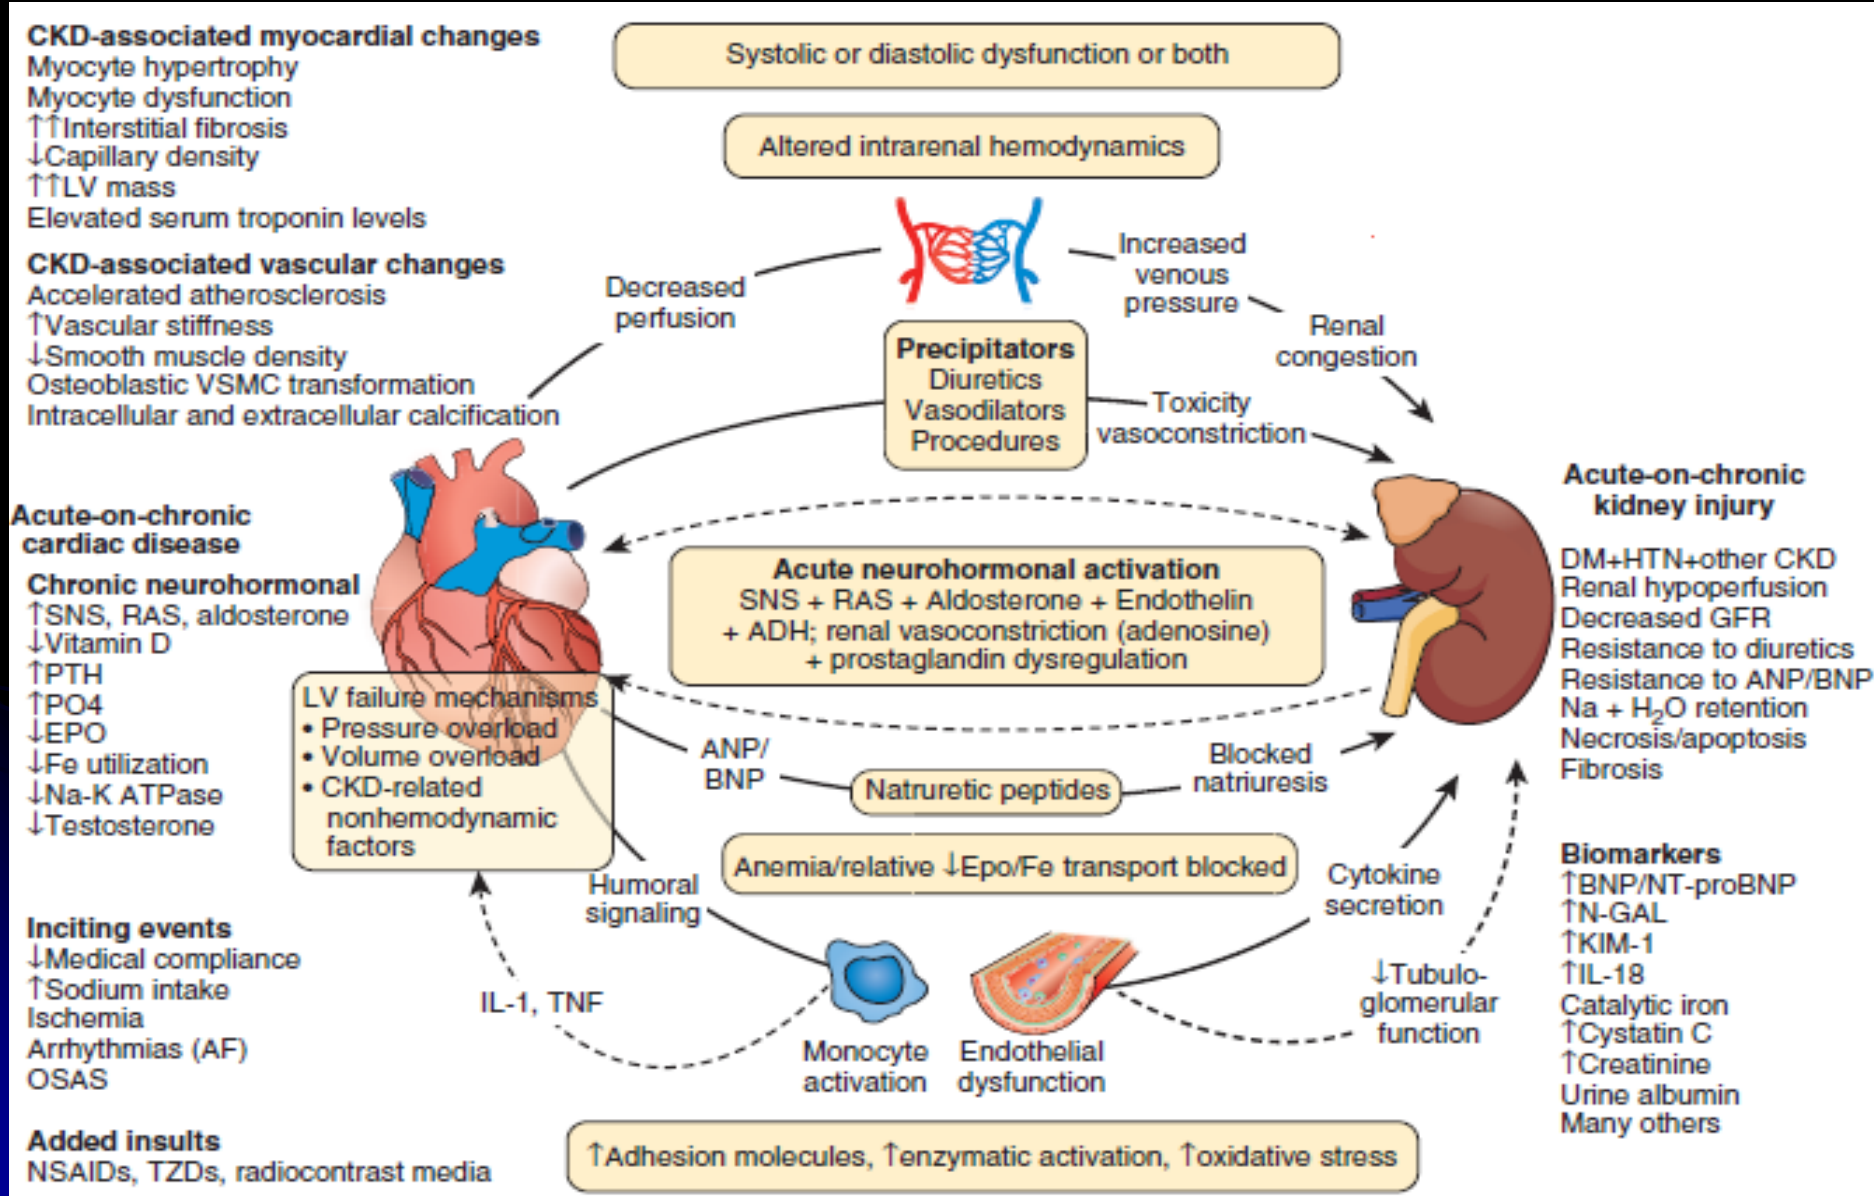 CKD-associated myocardial changes
Myocyte hypertrophy
Myocyte dysfunction
↑↑Interstitial fibrosis
↓Capillary density
↑↑LV mass
Elevated serum troponin levels
CKD-associated vascular changes
Accelerated atherosclerosis
↑Vascular stiffness
↓Smooth muscle density
Osteoblastic VSMC transformation
Intracellular and extracellular calcification
Systolic or diastolic dysfunction or both
Altered intrarenal hemodynamics
Decreased
perfusion
Increased
venous
pressure
Renal
congestion
Precipitators
Diuretics
Vasodilators
Procedures
Toxicity
vasoconstriction
Acute-on-chronic
cardiac disease
Chronic neurohormonal
↑SNS, RAS, aldosterone
↓Vitamin D
↑PTH
↑PO4
↓EPO
↓Fe utilization
↓Na-K ATPase
↓Testosterone
LV failure mechanisms
• Pressure overload
• Volume overload
• CKD-related
nonhemodynamic
factors
Acute neurohormonal activation
SNS + RAS + Aldosterone + Endothelin
+ ADH; renal vasoconstriction (adenosine)
+ prostaglandin dysregulation
ANP/
BNP
Natruretic peptides
Blocked
natriuresis
Anemia/relative ↓Epo/Fe transport blocked
Humoral
signaling
Cytokine
secretion
IL-1, TNF
Monocyte
activation
Endothelial
dysfunction
↓Tubulo-
glomerular
function
Acute-on-chronic
kidney injury
DM+HTN+other CKD
Renal hypoperfusion
Decreased GFR
Resistance to diuretics
Resistance to ANP/BNP
Na + H₂O retention
Necrosis/apoptosis
Fibrosis
Biomarkers
↑BNP/NT-proBNP
↑N-GAL
↑KIM-1
↑IL-18
Catalytic iron
↑Cystatin C
↑Creatinine
Urine albumin
Many others
Inciting events
↓Medical compliance
↑Sodium intake
Ischemia
Arrhythmias (AF)
OSAS
Added insults
NSAIDs, TZDs, radiocontrast media
↑Adhesion molecules, ↑enzymatic activation, ↑oxidative stress